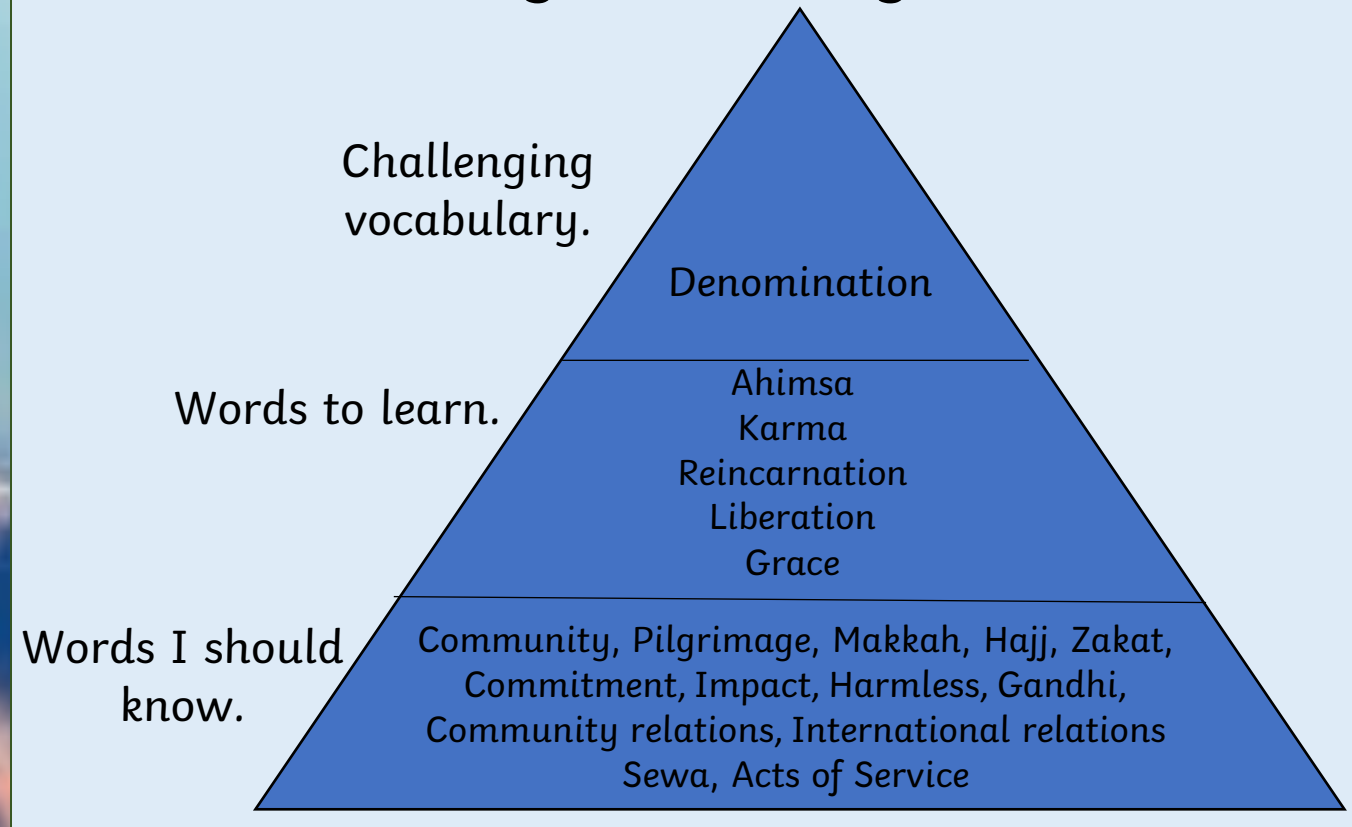 Challenging
vocabulary.
Denomination
Words to learn.
Ahimsa
Karma
Reincarnation
Liberation
Grace
Words I should
know.
Community, Pilgrimage, Makkah, Hajj, Zakat,
Commitment, Impact, Harmless, Gandhi,
Community relations, International relations
Sewa, Acts of Service